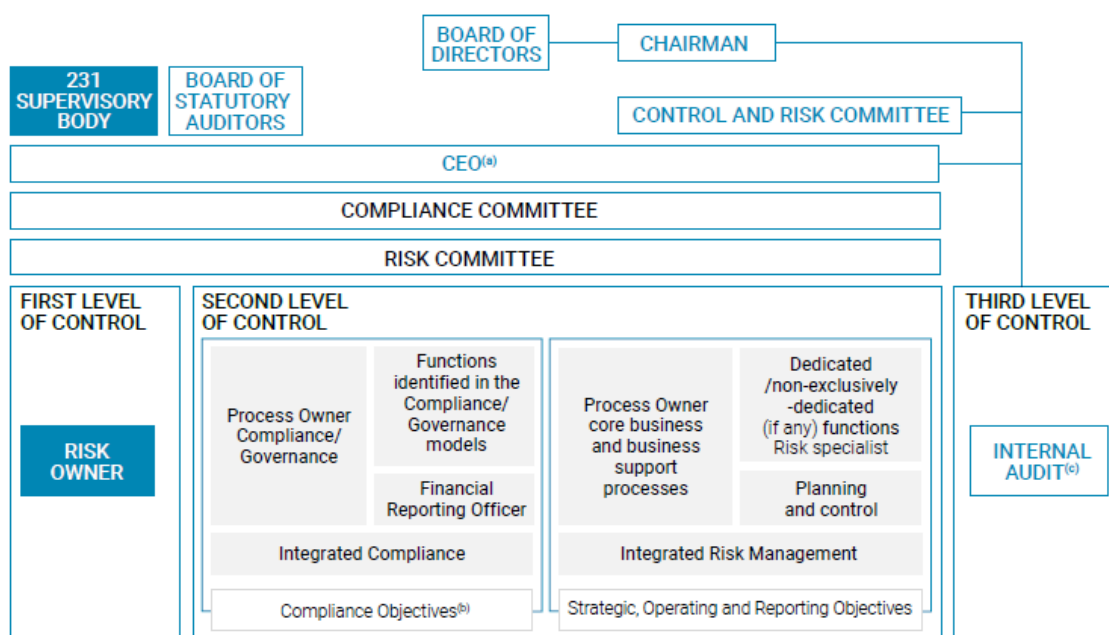 BOARD OF
DIRECTORS
CHAIRMAN
231
SUPERVISORY
BODY
BOARD OF
STATUTORY
AUDITORS
CONTROL AND RISK COMMITTEE
CEO(a)
COMPLIANCE COMMITTEE
RISK COMMITTEE
FIRST LEVEL
OF CONTROL
RISK
OWNER
SECOND LEVEL
OF CONTROL
Process Owner
Compliance/
Governance
Functions
identified in the
Compliance/
Governance
models
Financial
Reporting Officer
Integrated Compliance
Compliance Objectives(b)
Process Owner
core business
and business
support
processes
Dedicated
/non-exclusively
-dedicated
(if any) functions
Risk specialist
Planning
and control
Integrated Risk Management
Strategic, Operating and Reporting Objectives
THIRD LEVEL
OF CONTROL
INTERNAL
AUDIT(c)